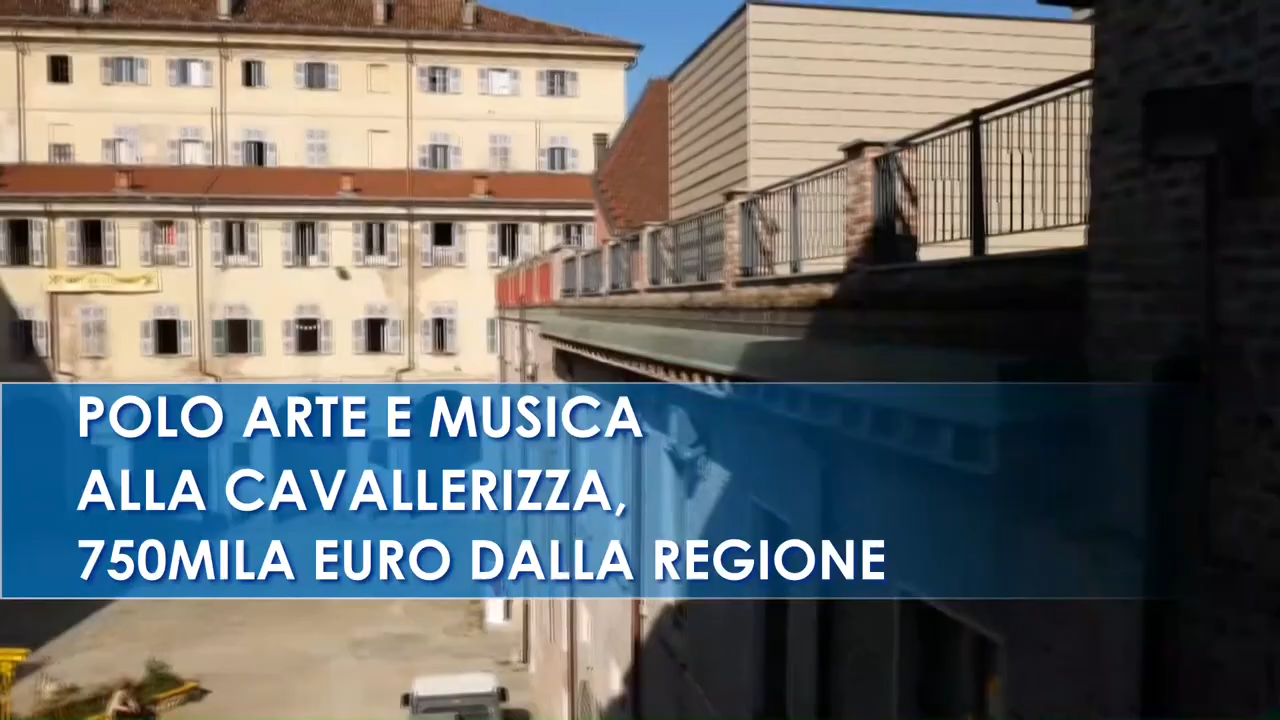 POLO ARTE E MUSICA
ALLA CAVALLERIZZA,
750MILA EURO DALLA REGIONE